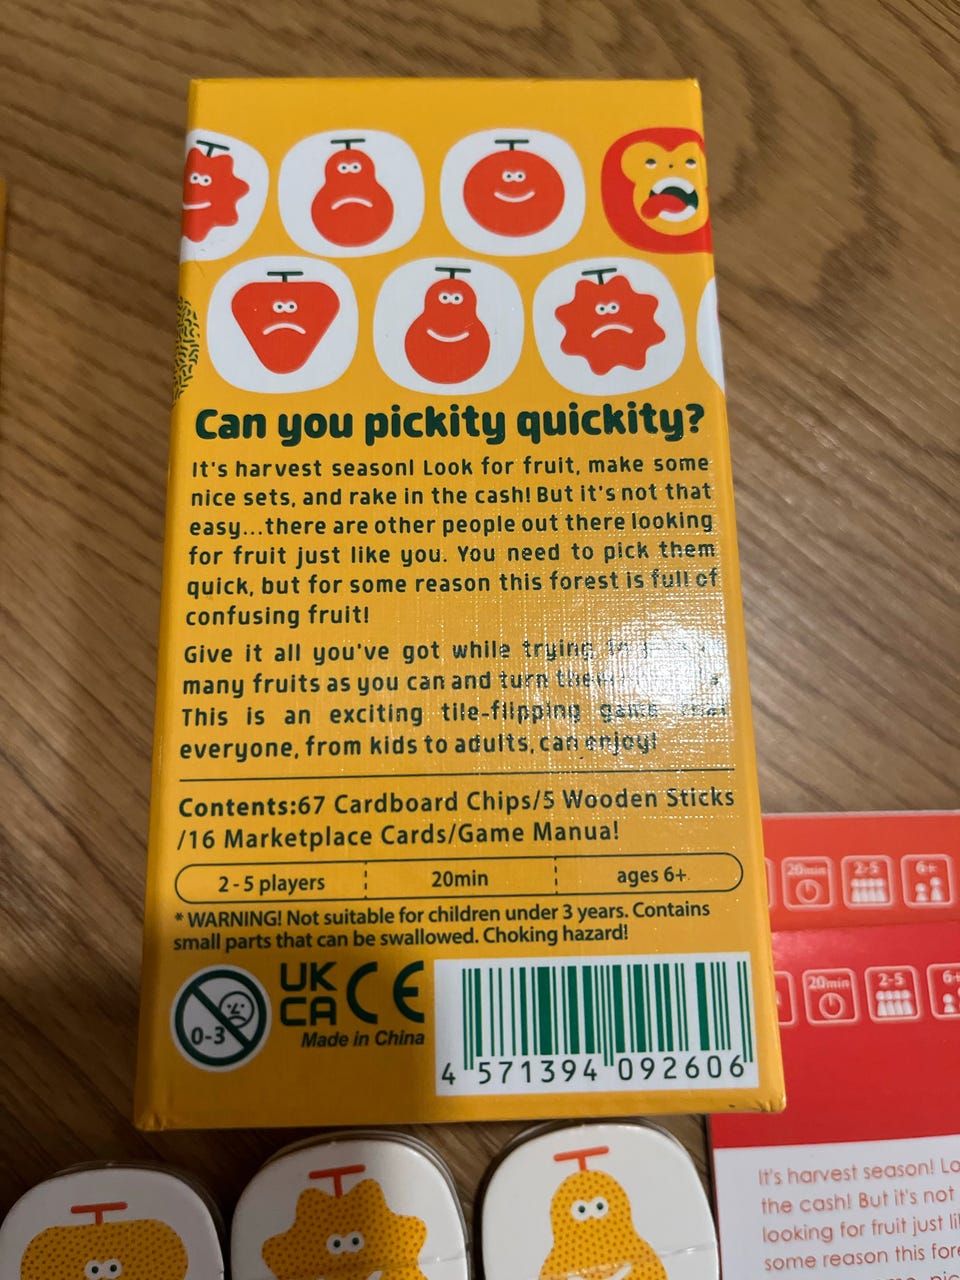 Can you pickity quickity?
It's harvest season! Look for fruit, make some
nice sets, and rake in the cash! But it's not that
easy...there are other people out there looking
for fruit just like you. You need to pick them
quick, but for some reason this forest is full of
confusing fruit!
Give it all you've got while trying to
many fruits as you can and turn
This is an exciting tile-flipping game that
everyone, from kids to adults, can enjoy!
Contents:67 Cardboard Chips/5 Wooden Sticks
/16 Marketplace Cards/Game Manual
2-5 players 20min ages 6+
* WARNING! Not suitable for children under 3 years. Contains
small parts that can be swallowed. Choking hazard!
0-3 UK CA CE
Made in China
4 571394 092606
20min 2-5 6+
20min 2-5 6+
It's harvest season! Lo
the cash! But it's not
looking for fruit just li
some reason this fore